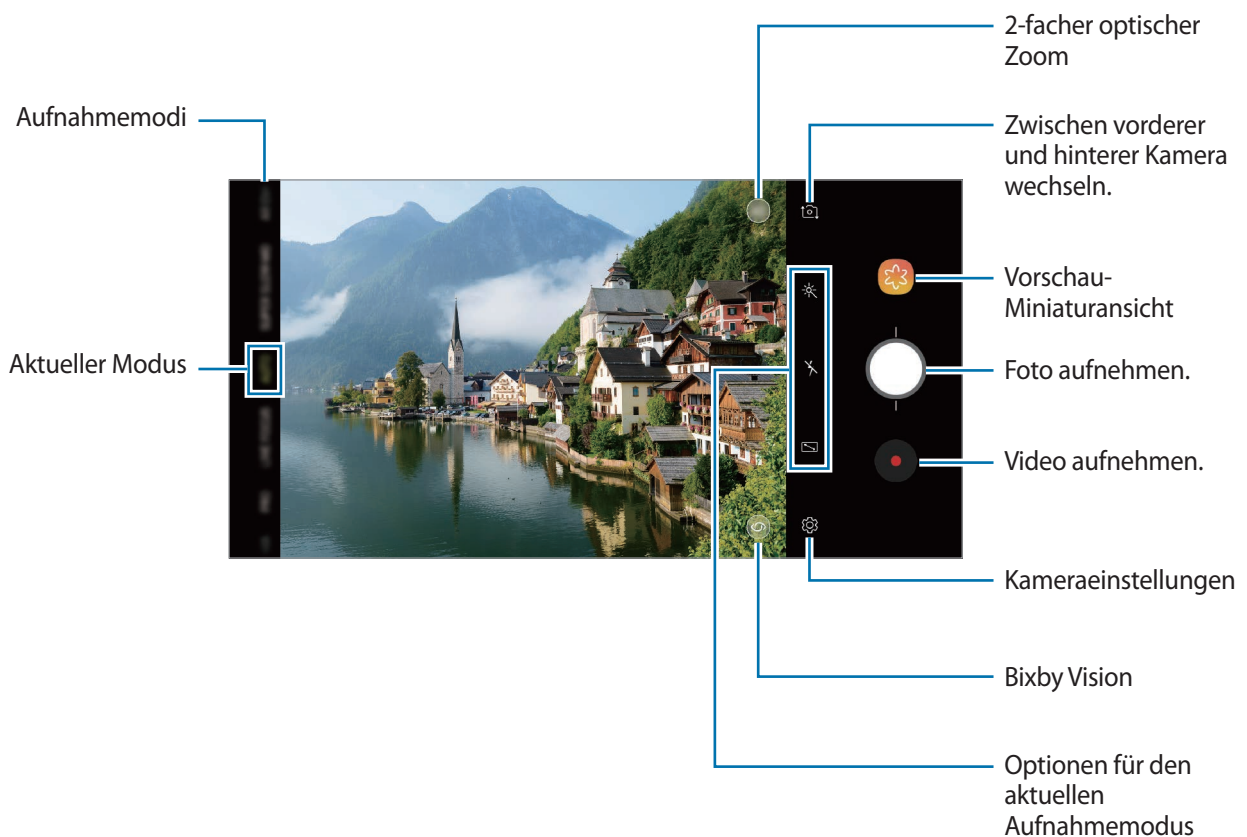 2-facher optischer
Zoom
Aufnahmemodi
Zwischen vorderer
und hinterer Kamera
wechseln.
Vorschau-
Miniaturansicht
Aktueller Modus
Foto aufnehmen.
Video aufnehmen.
Kameraeinstellungen
Bixby Vision
Optionen für den
aktuellen
Aufnahmemodus